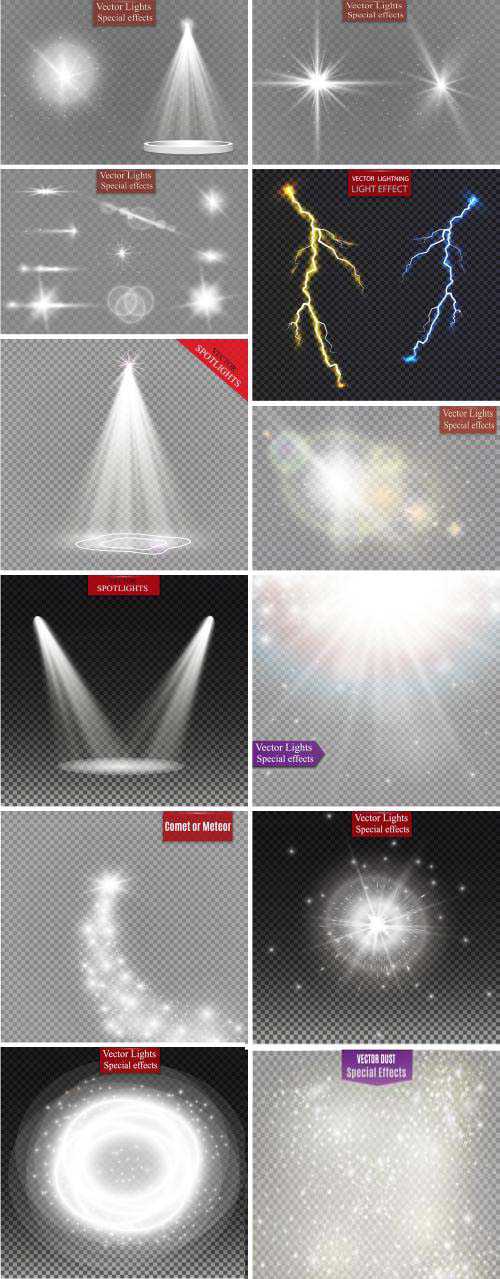 Vector Lights
Special effects
Vector Lights
Special effects
Vector Lights
Special effects
VECTOR LIGHTNING
LIGHT EFFECT
VECTOR
SPOTLIGHTS
Vector Lights
Special effects
SPOTLIGHTS
Vector Lights
Special effects
Comet or Meteor
Vector Lights
Special effects
Vector Lights
Special effects
VECTOR DUST
Special Effects